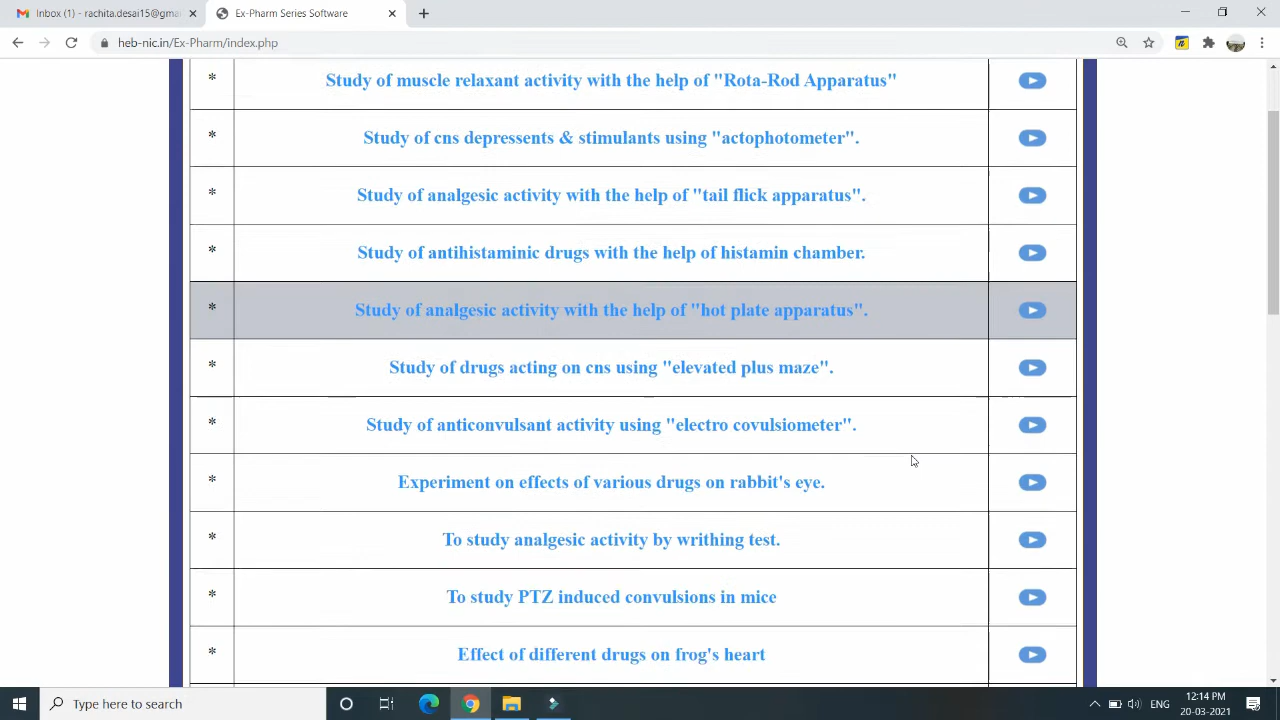 Inbox (1) - rachita.desai15@gma
Ex-Pharm Series Software
heb-nic.in/Ex-Pharm/index.php
* Study of muscle relaxant activity with the help of "Rota-Rod Apparatus"
* Study of cns depressents & stimulants using "actophotometer".
* Study of analgesic activity with the help of "tail flick apparatus".
* Study of antihistaminic drugs with the help of histamin chamber.
* Study of analgesic activity with the help of "hot plate apparatus".
* Study of drugs acting on cns using "elevated plus maze".
* Study of anticonvulsant activity using "electro covulsiometer".
* Experiment on effects of various drugs on rabbit's eye.
* To study analgesic activity by writhing test.
* To study PTZ induced convulsions in mice
* Effect of different drugs on frog's heart
Type here to search
ENG
12:14 PM
20-03-2021